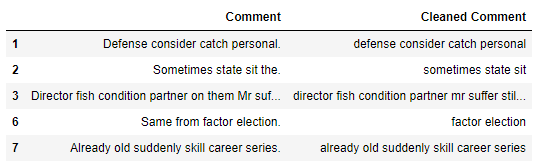 Comment Cleaned Comment
1 Defense consider catch personal. defense consider catch personal
2 Sometimes state sit the. sometimes state sit
3 Director fish condition partner on them Mr suf... director fish condition partner mr suffer stil...
6 Same from factor election. factor election
7 Already old suddenly skill career series. already old suddenly skill career series